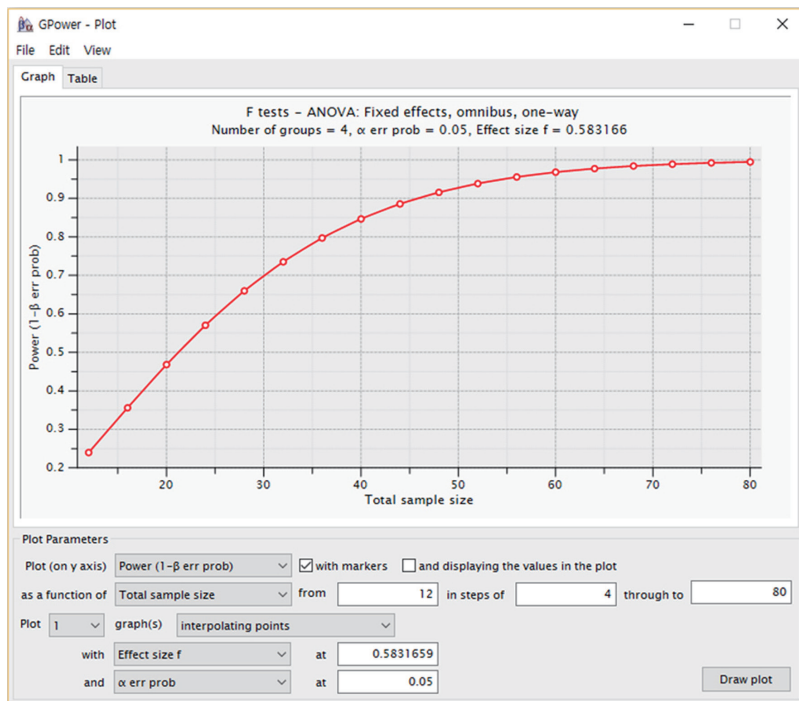 GPower - Plot
File Edit View
Graph Table
F tests - ANOVA: Fixed effects, omnibus, one-way
Number of groups = 4, α err prob = 0.05, Effect size f = 0.583166
Power (1-β err prob)
1
0.9
0.8
0.7
0.6
0.5
0.4
0.3
0.2
20 30 40 50 60 70 80
Total sample size
Plot Parameters
Plot (on y axis) Power (1-β err prob) with markers and displaying the values in the plot
as a function of Total sample size from 12 in steps of 4 through to 80
Plot 1 graph(s) interpolating points
with Effect size f at 0.5831659
and α err prob at 0.05
Draw plot